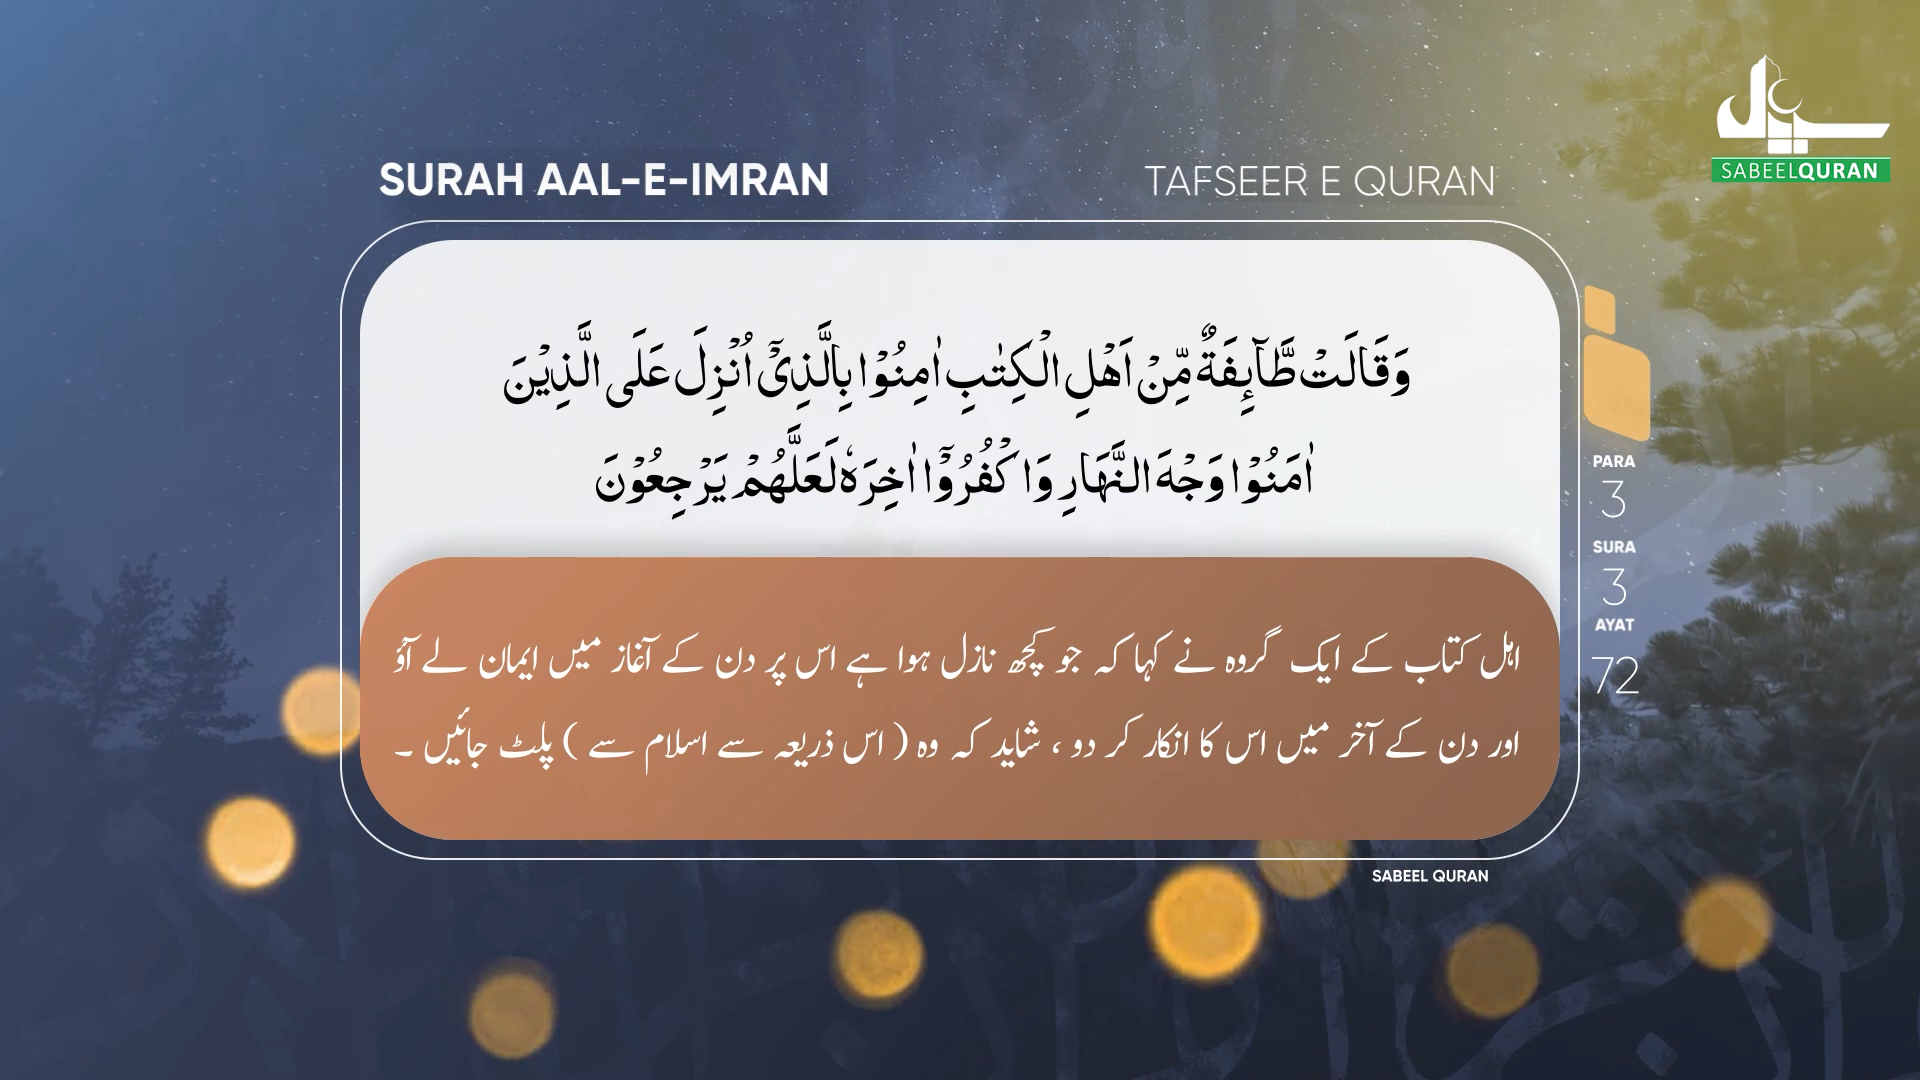 SURAH AAL-E-IMRAN
TAFSEER E QURAN
SABEELQURAN
وَقَالَتْ طَّآىِٕفَةٌ مِّنْ اَهْلِ الْكِتٰبِ اٰمِنُوْا بِالَّذِیْۤ اُنْزِلَ عَلَی الَّذِیْنَ
اٰمَنُوْا وَجْهَ النَّهَارِ وَاكْفُرُوْۤا اٰخِرَهٗ لَعَلَّهُمْ یَرْجِعُوْنَ
اہل کتاب کے ایک گروہ نے کہا کہ جو کچھ نازل ہوا ہے اس پر دن کے آغاز میں ایمان لے آؤ
اور دن کے آخر میں اس کا انکار کر دو ، شاید کہ وہ ( اس ذریعہ سے اسلام سے ) پلٹ جائیں ۔
PARA
3
SURA
3
AYAT
72
SABEEL QURAN